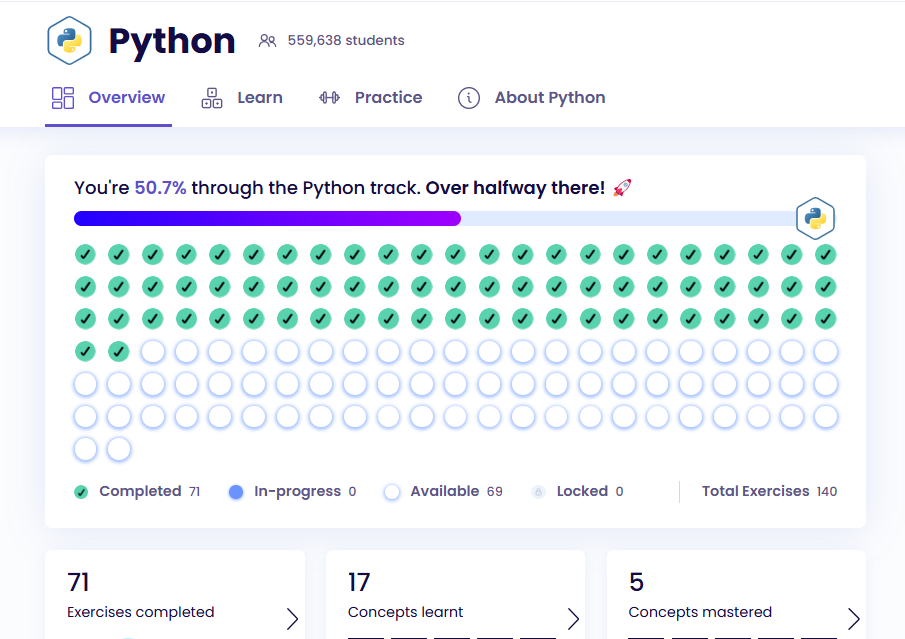 Python 559,638 students
Overview Learn Practice About Python
You're 50.7% through the Python track. Over halfway there! 🚀
Completed 71 In-progress 0 Available 69 Locked 0 Total Exercises 140
71 17 5
Exercises completed Concepts learnt Concepts mastered